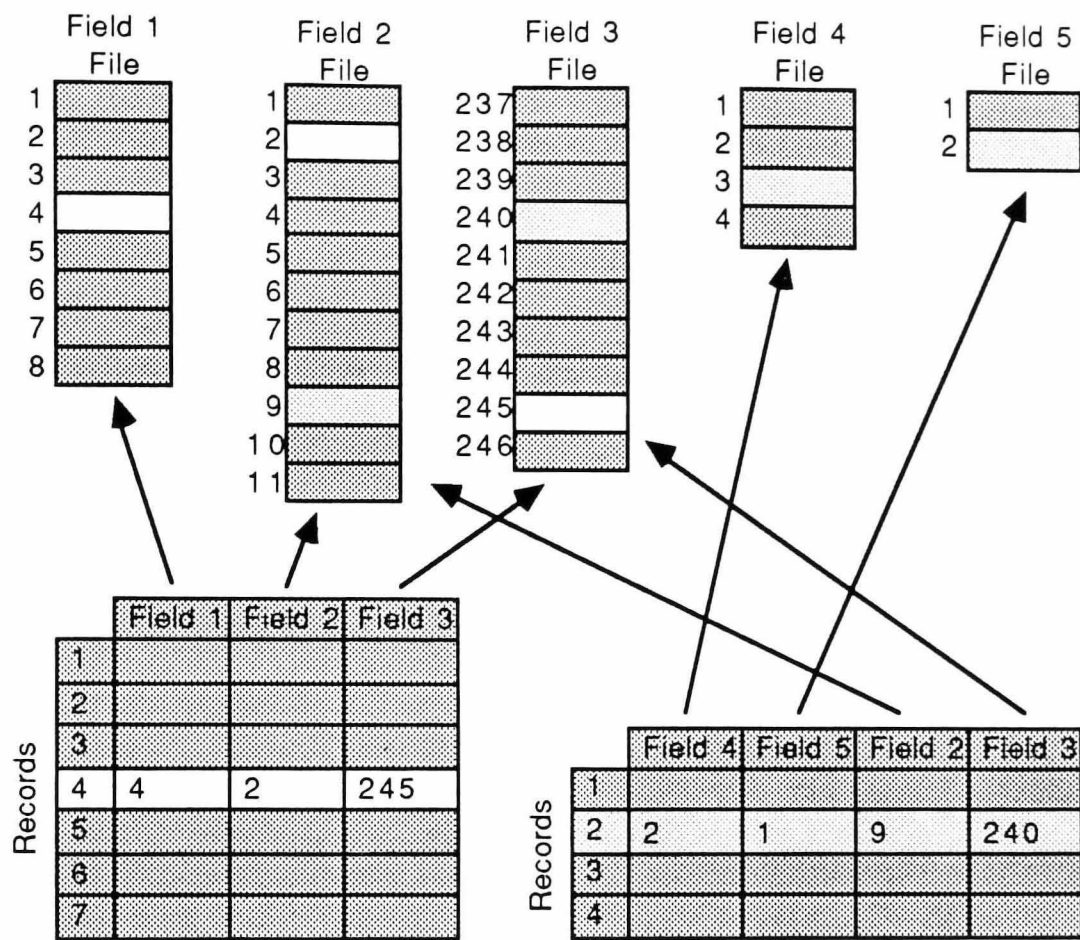 Field 1 Field 2 Field 3 Field 4 Field 5
File File File File File
1 1 237 1 1
2 2 238 2 2
3 3 239 3
4 4 240 4
5 5 241
6 6 242
7 7 243
8 8 244
9 245
10 246
11
Field 1 Field 2 Field 3
1
2
3
4 4 2 245
5
6
7
Records
Field 4 Field 5 Field 2 Field 3
1
2 2 1 9 240
3
4
Records